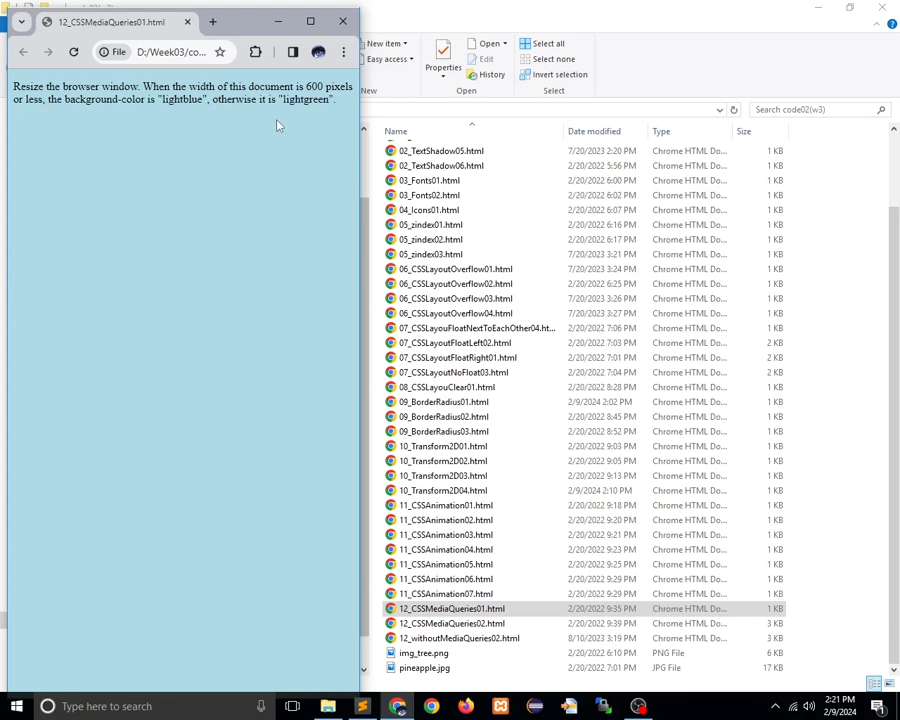 12_CSSMediaQueries01.html
File
D:/Week03/co...
Resize the browser window. When the width of this document is 600 pixels
or less, the background-color is "lightblue", otherwise it is "lightgreen".
New item
Easy access
New
Properties
Open
Edit
History
Open
Select all
Select none
Invert selection
Select
Search code02(w3)
Name Date modified Type Size
02_TextShadow05.html 7/20/2023 2:20 PM Chrome HTML Do... 1 KB
02_TextShadow06.html 2/20/2022 5:56 PM Chrome HTML Do... 1 KB
03_Fonts01.html 2/20/2022 6:00 PM Chrome HTML Do... 1 KB
03_Fonts02.html 2/20/2022 6:02 PM Chrome HTML Do... 1 KB
04_Icons01.html 2/20/2022 6:07 PM Chrome HTML Do... 1 KB
05_zindex01.html 2/20/2022 6:16 PM Chrome HTML Do... 1 KB
05_zindex02.html 2/20/2022 6:17 PM Chrome HTML Do... 1 KB
05_zindex03.html 7/20/2023 3:21 PM Chrome HTML Do... 1 KB
06_CSSLayoutOverflow01.html 7/20/2023 3:24 PM Chrome HTML Do... 1 KB
06_CSSLayoutOverflow02.html 2/20/2022 6:25 PM Chrome HTML Do... 1 KB
06_CSSLayoutOverflow03.html 7/20/2023 3:26 PM Chrome HTML Do... 1 KB
06_CSSLayoutOverflow04.html 7/20/2023 3:27 PM Chrome HTML Do... 1 KB
07_CSSLayouFloatNextToEachOther04.ht... 2/20/2022 7:06 PM Chrome HTML Do... 1 KB
07_CSSLayoutFloatLeft02.html 2/20/2022 7:03 PM Chrome HTML Do... 2 KB
07_CSSLayoutFloatRight01.html 2/20/2022 7:01 PM Chrome HTML Do... 2 KB
07_CSSLayoutNoFloat03.html 2/20/2022 7:04 PM Chrome HTML Do... 2 KB
08_CSSLayouClear01.html 2/20/2022 8:28 PM Chrome HTML Do... 1 KB
09_BorderRadius01.html 2/9/2024 2:02 PM Chrome HTML Do... 1 KB
09_BorderRadius02.html 2/20/2022 8:45 PM Chrome HTML Do... 1 KB
09_BorderRadius03.html 2/20/2022 8:52 PM Chrome HTML Do... 1 KB
10_Transform2D01.html 2/20/2022 9:03 PM Chrome HTML Do... 1 KB
10_Transform2D02.html 2/20/2022 9:05 PM Chrome HTML Do... 1 KB
10_Transform2D03.html 2/20/2022 9:13 PM Chrome HTML Do... 1 KB
10_Transform2D04.html 2/9/2024 2:10 PM Chrome HTML Do... 1 KB
11_CSSAnimation01.html 2/20/2022 9:18 PM Chrome HTML Do... 1 KB
11_CSSAnimation02.html 2/20/2022 9:20 PM Chrome HTML Do... 1 KB
11_CSSAnimation03.html 2/20/2022 9:21 PM Chrome HTML Do... 1 KB
11_CSSAnimation04.html 2/20/2022 9:23 PM Chrome HTML Do... 1 KB
11_CSSAnimation05.html 2/20/2022 9:25 PM Chrome HTML Do... 1 KB
11_CSSAnimation06.html 2/20/2022 9:29 PM Chrome HTML Do... 1 KB
11_CSSAnimation07.html 2/20/2022 9:29 PM Chrome HTML Do... 1 KB
12_CSSMediaQueries01.html 2/20/2022 9:35 PM Chrome HTML Do... 1 KB
12_CSSMediaQueries02.html 2/20/2022 9:39 PM Chrome HTML Do... 3 KB
12_withoutMediaQueries02.html 8/10/2023 3:19 PM Chrome HTML Do... 3 KB
img_tree.png 2/20/2022 6:10 PM PNG File 6 KB
pineapple.jpg 2/20/2022 7:01 PM JPG File 17 KB
Type here to search
2:21 PM
2/9/2024
1